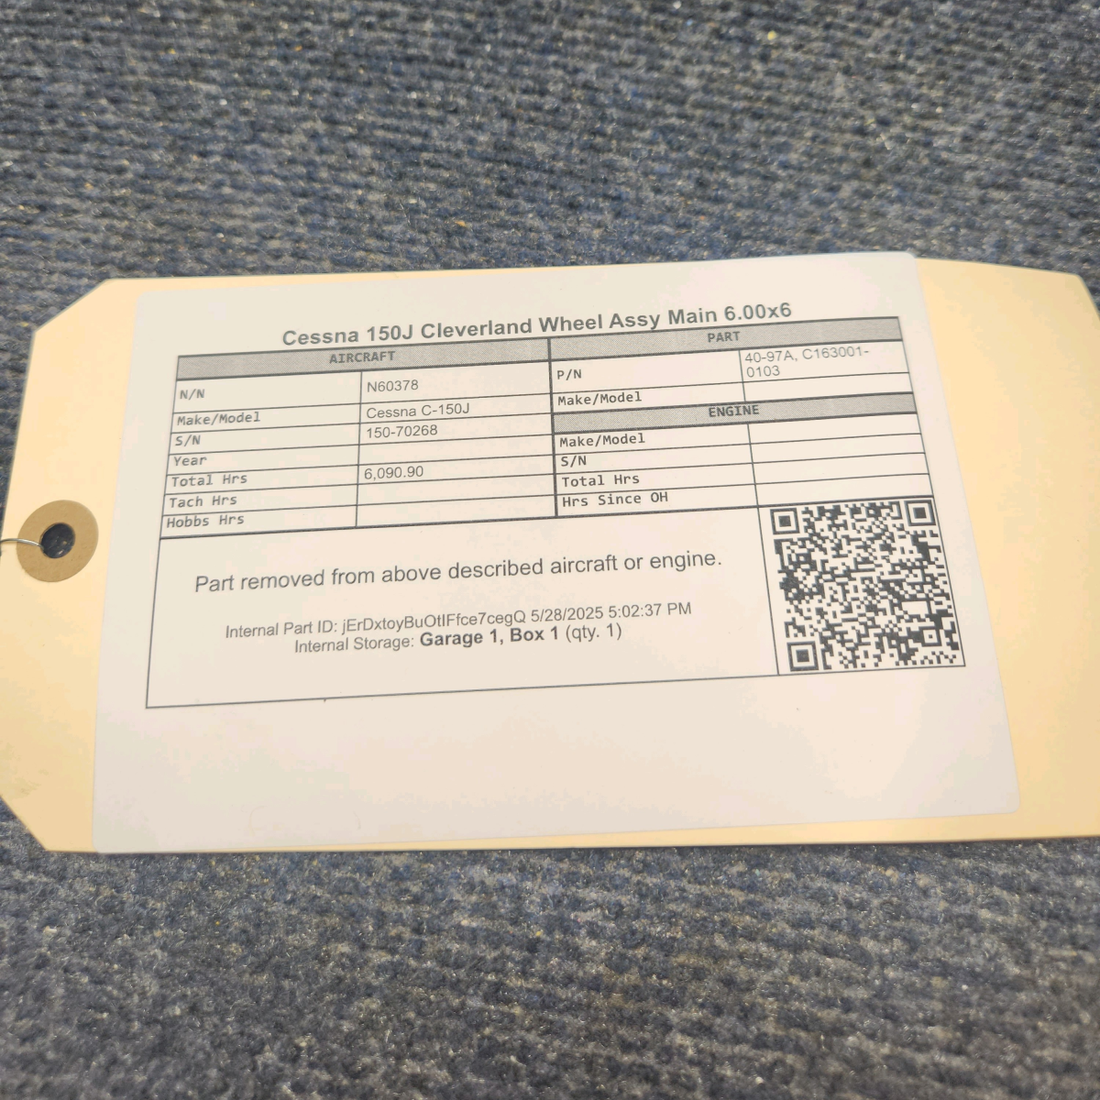 Cessna 150J Cleverland Wheel Assy Main 6.00x6
AIRCRAFT
N/N N60378
Make/Model Cessna C-150J
S/N 150-70268
Year
Total Hrs 6,090.90
Tach Hrs
Hobbs Hrs
PART
P/N 40-97A, C163001-
0103
Make/Model
ENGINE
Make/Model
S/N
Total Hrs
Hrs Since OH
Part removed from above described aircraft or engine.
Internal Part ID: jErDxtoyBuOtIFfce7cegQ 5/28/2025 5:02:37 PM
Internal Storage: Garage 1, Box 1 (qty. 1)